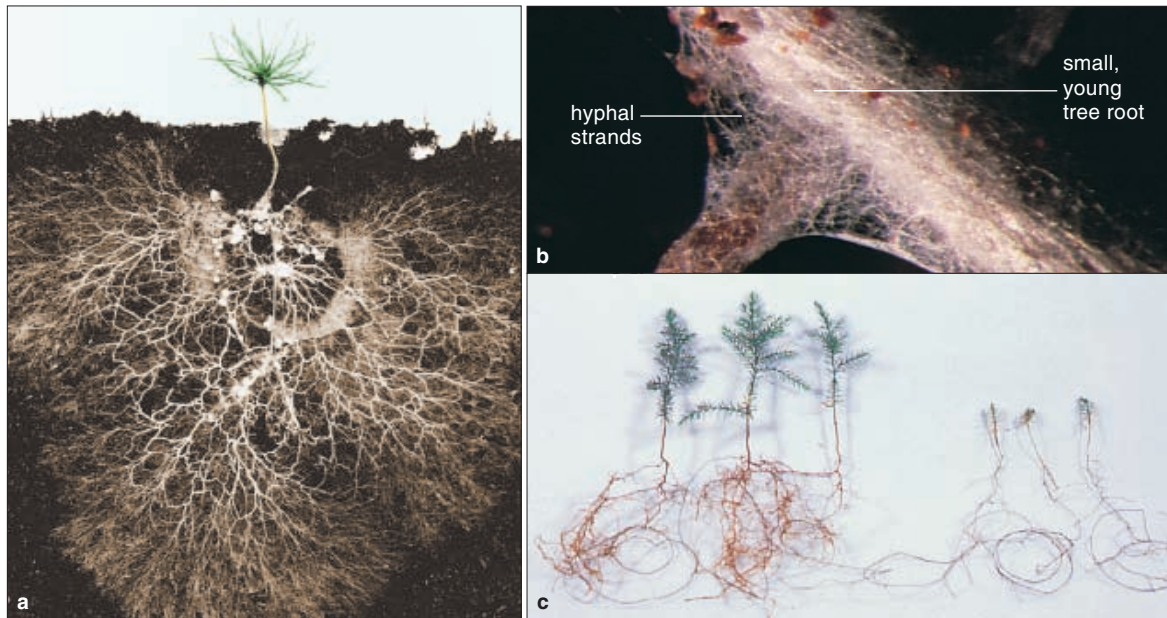 a
hyphal
strands
small,
young
tree root
b
c